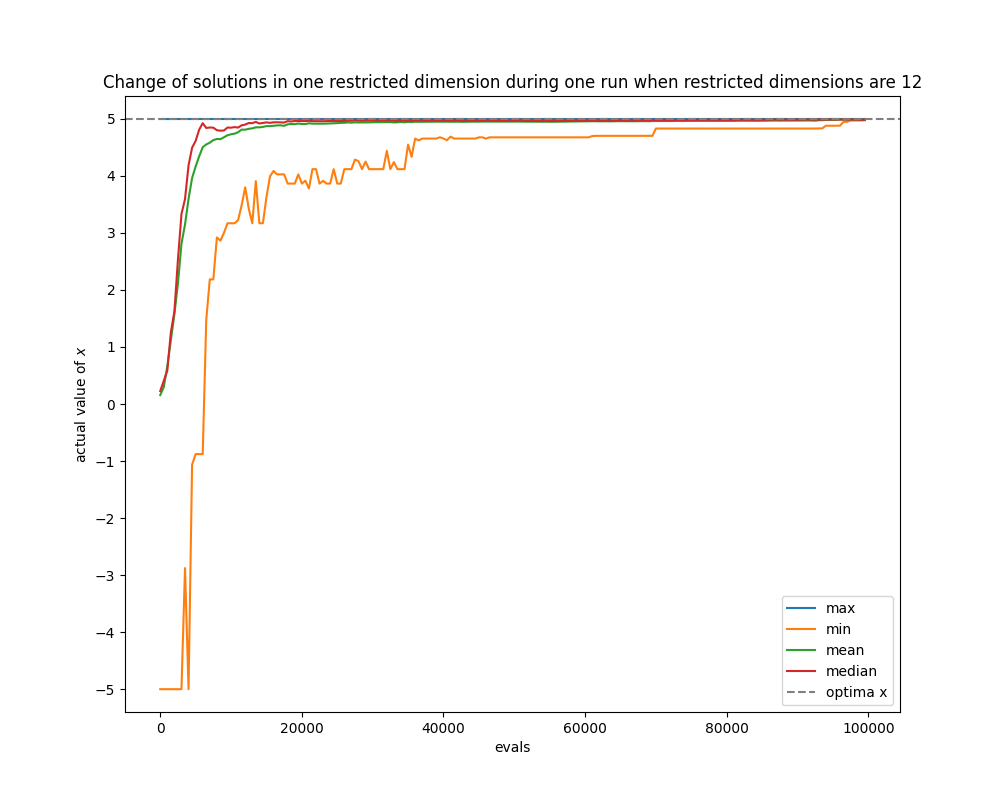 Change of solutions in one restricted dimension during one run when restricted dimensions are 12
5
4
3
2
1
0
−1
−2
−3
−4
−5
actual value of x
0
20000
40000
60000
80000
100000
evals
max
min
mean
median
optima x